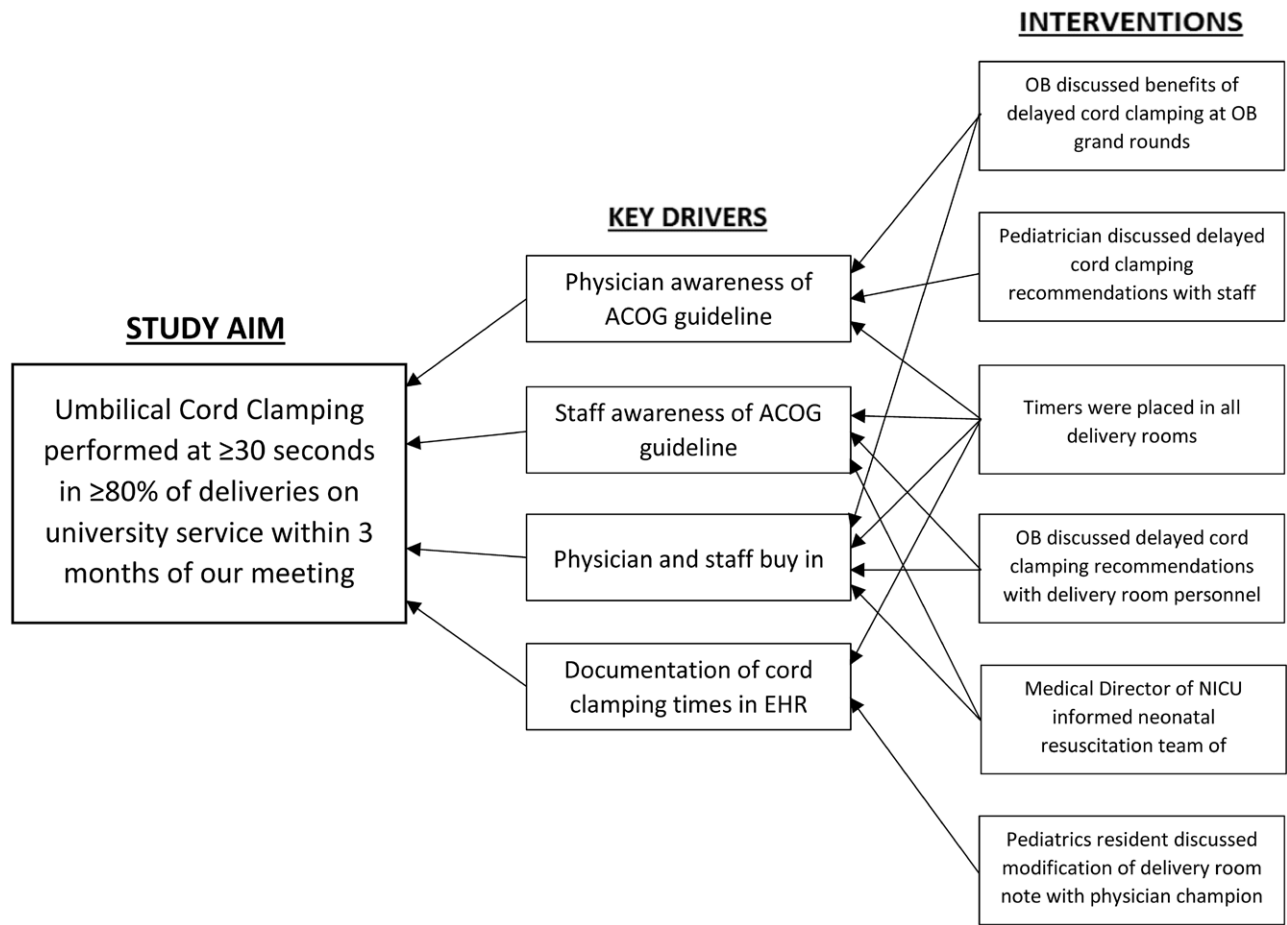 STUDY AIM
Umbilical Cord Clamping
performed at ≥30 seconds
in ≥80% of deliveries on
university service within 3
months of our meeting
KEY DRIVERS
Physician awareness of
ACOG guideline
Staff awareness of ACOG
guideline
Physician and staff buy in
Documentation of cord
clamping times in EHR
INTERVENTIONS
OB discussed benefits of
delayed cord clamping at OB
grand rounds
Pediatrician discussed delayed
cord clamping
recommendations with staff
Timers were placed in all
delivery rooms
OB discussed delayed cord
clamping recommendations
with delivery room personnel
Medical Director of NICU
informed neonatal
resuscitation team of
Pediatrics resident discussed
modification of delivery room
note with physician champion